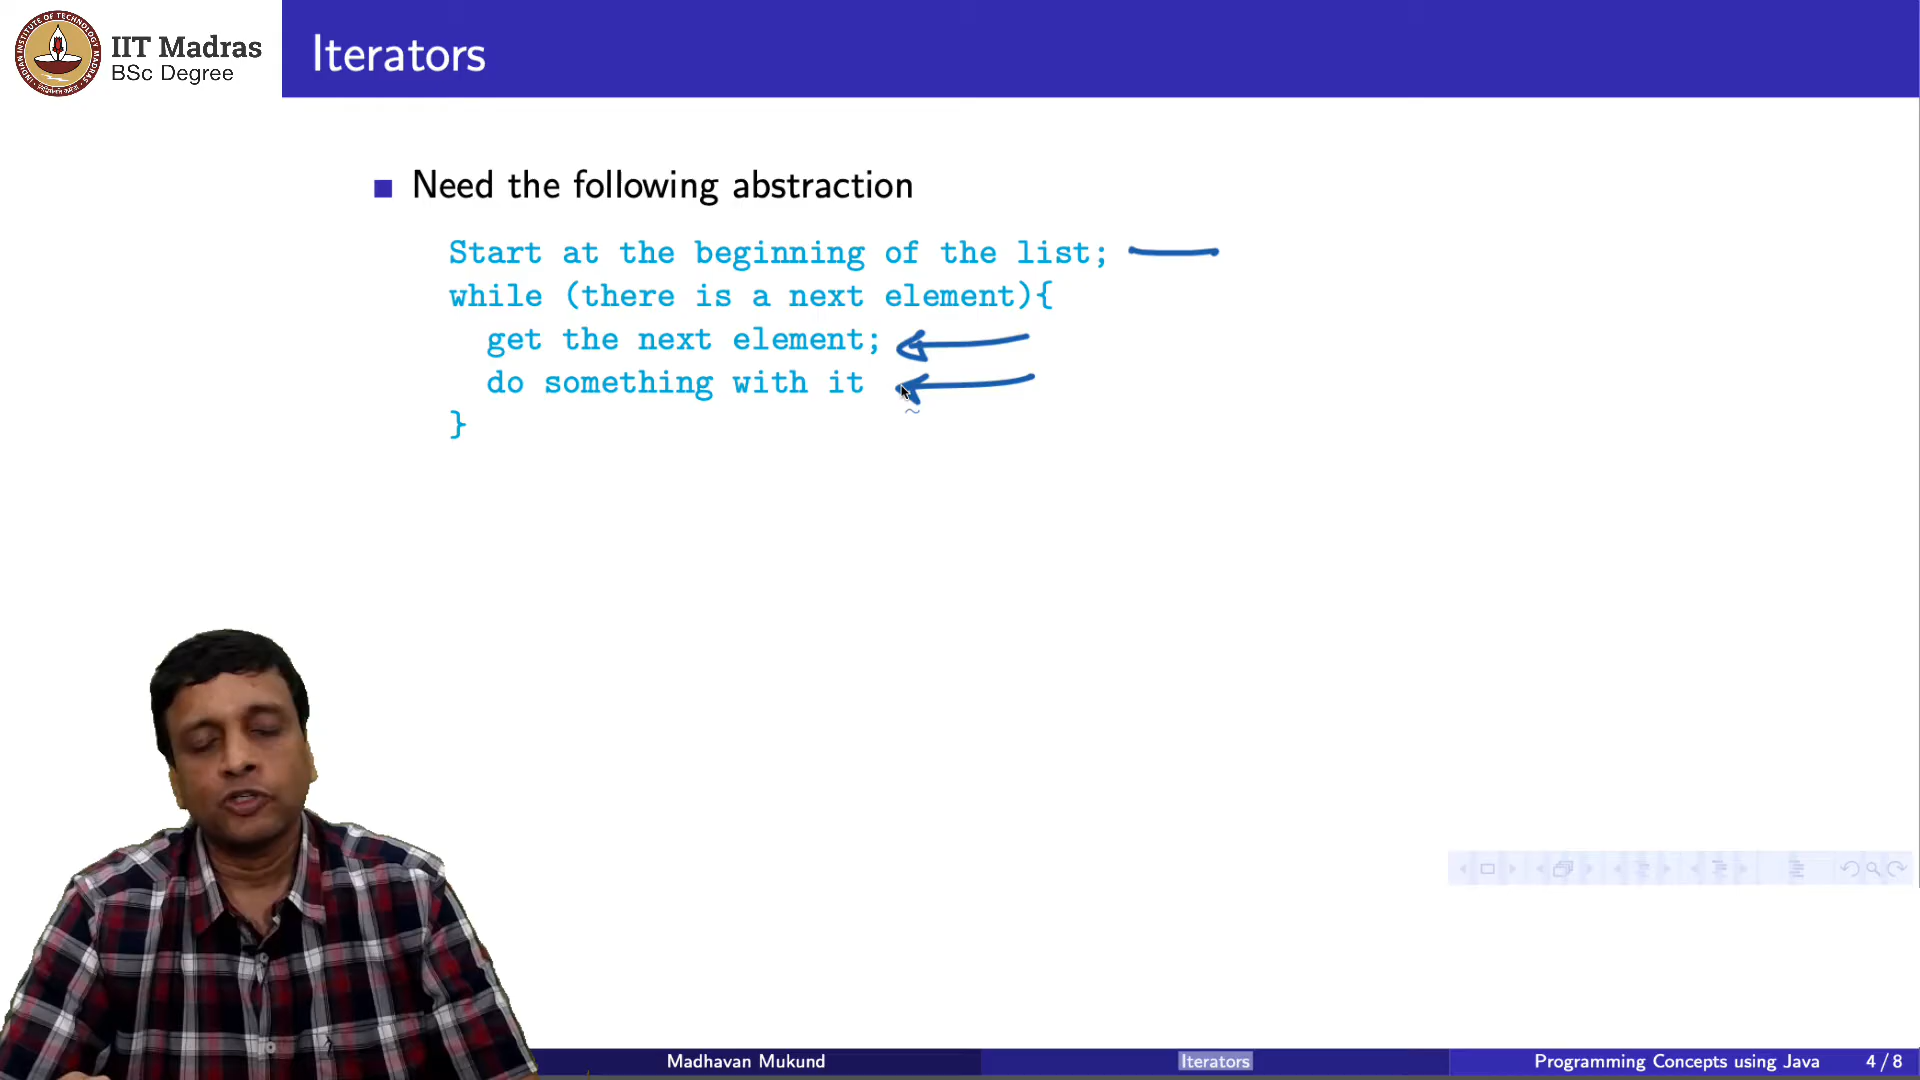 IIT Madras
BSc Degree
Iterators
Need the following abstraction
Start at the beginning of the list;
while (there is a next element){
get the next element;
do something with it
}
Madhavan Mukund
Iterators
Programming Concepts using Java
4 / 8